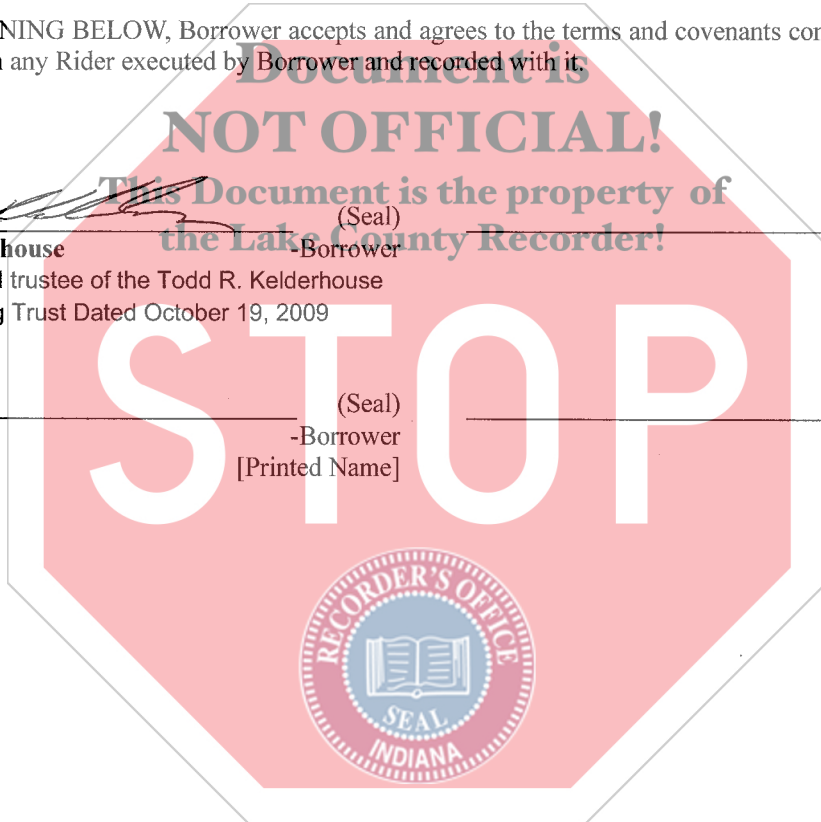 NING BELOW, Borrower accepts and agrees to the terms and covenants con
any Rider executed by Borrower and recorded with it.
Document is
NOT OFFICIAL!
This Document is the property of
the Lake County Recorder!
(Seal)
house -Borrower
trustee of the Todd R. Kelderhouse
g Trust Dated October 19, 2009
STOP
(Seal)
-Borrower
[Printed Name]
RECORDER'S OFFICE
SEAL
INDIANA